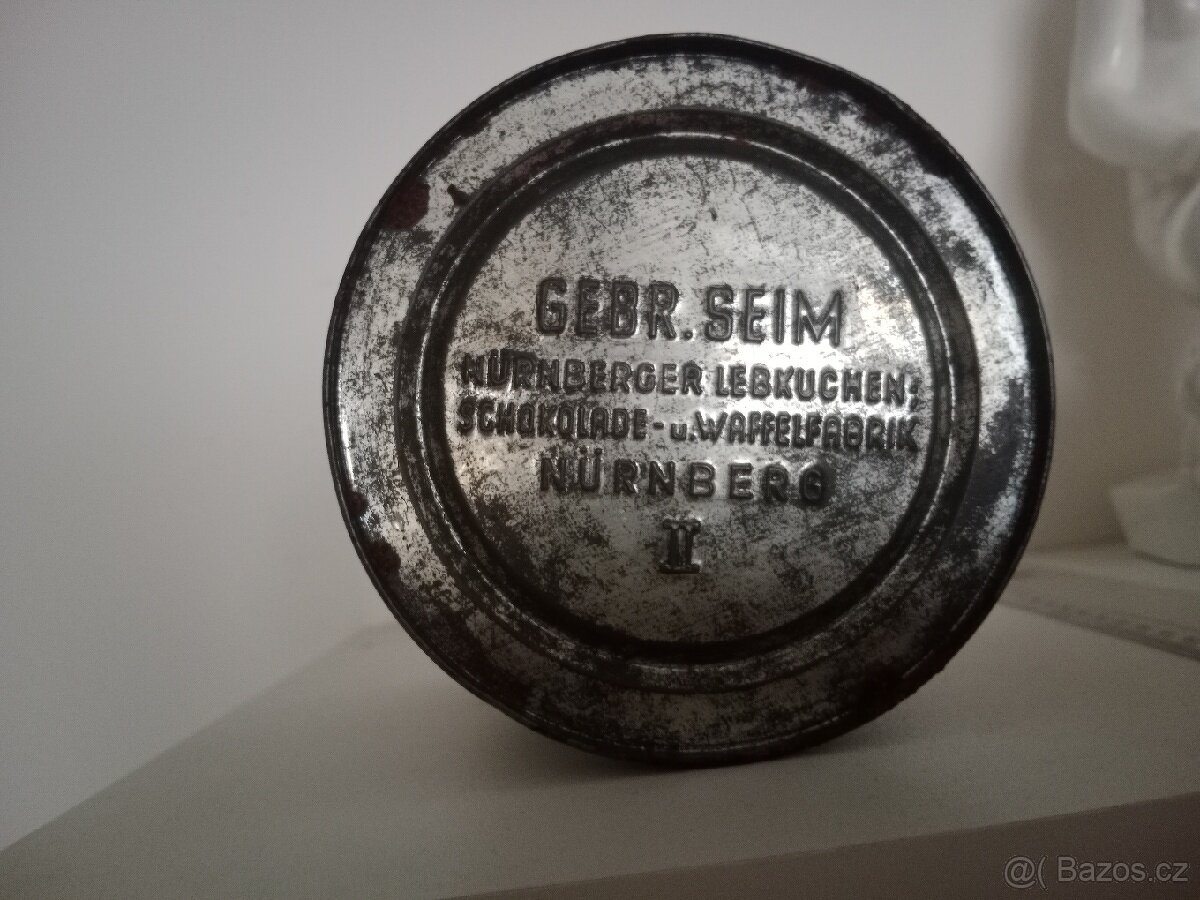 GEBR. SEIM
NÜRNBERGER LEBKUCHEN-
SCHOKOLADE- u. WAFFELFABRIK
NÜRNBERG
II
@( Bazos.cz